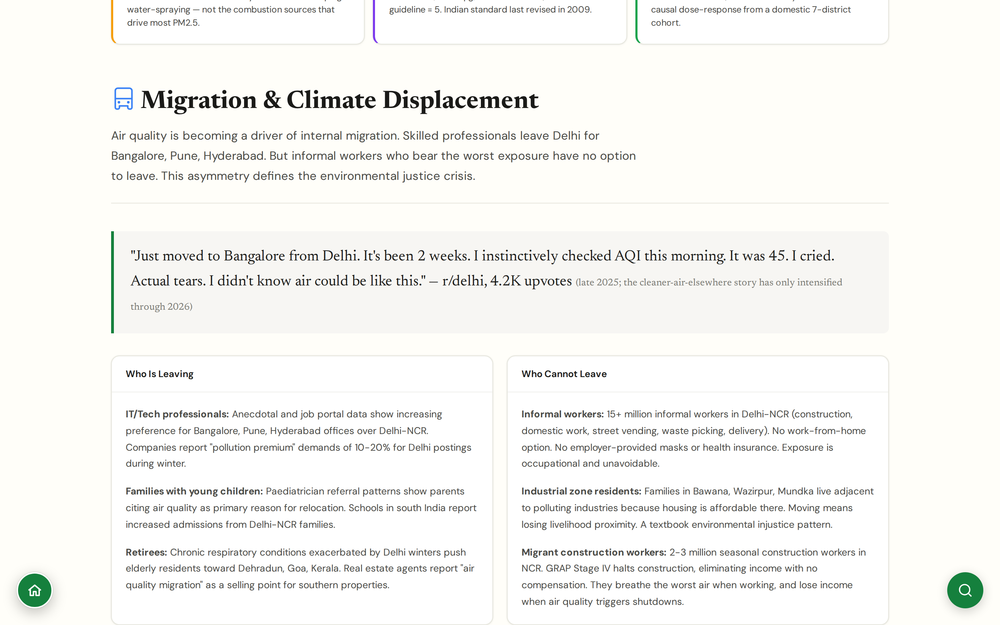 water-spraying — not the combustion sources that
drive most PM2.5.
guideline = 5. Indian standard last revised in 2009.
causal dose-response from a domestic 7-district
cohort.
Migration & Climate Displacement
Air quality is becoming a driver of internal migration. Skilled professionals leave Delhi for
Bangalore, Pune, Hyderabad. But informal workers who bear the worst exposure have no option
to leave. This asymmetry defines the environmental justice crisis.
"Just moved to Bangalore from Delhi. It's been 2 weeks. I instinctively checked AQI this morning. It was 45. I cried.
Actual tears. I didn't know air could be like this." — r/delhi, 4.2K upvotes (late 2025; the cleaner-air-elsewhere story has only intensified
through 2026)
Who Is Leaving
IT/Tech professionals: Anecdotal and job portal data show increasing
preference for Bangalore, Pune, Hyderabad offices over Delhi-NCR.
Companies report "pollution premium" demands of 10-20% for Delhi postings
during winter.
Families with young children: Paediatrician referral patterns show parents
citing air quality as primary reason for relocation. Schools in south India report
increased admissions from Delhi-NCR families.
Retirees: Chronic respiratory conditions exacerbated by Delhi winters push
elderly residents toward Dehradun, Goa, Kerala. Real estate agents report "air
quality migration" as a selling point for southern properties.
Who Cannot Leave
Informal workers: 15+ million informal workers in Delhi-NCR (construction,
domestic work, street vending, waste picking, delivery). No work-from-home
option. No employer-provided masks or health insurance. Exposure is
occupational and unavoidable.
Industrial zone residents: Families in Bawana, Wazirpur, Mundka live adjacent
to polluting industries because housing is affordable there. Moving means
losing livelihood proximity. A textbook environmental injustice pattern.
Migrant construction workers: 2-3 million seasonal construction workers in
NCR. GRAP Stage IV halts construction, eliminating income with no
compensation. They breathe the worst air when working, and lose income
when air quality triggers shutdowns.